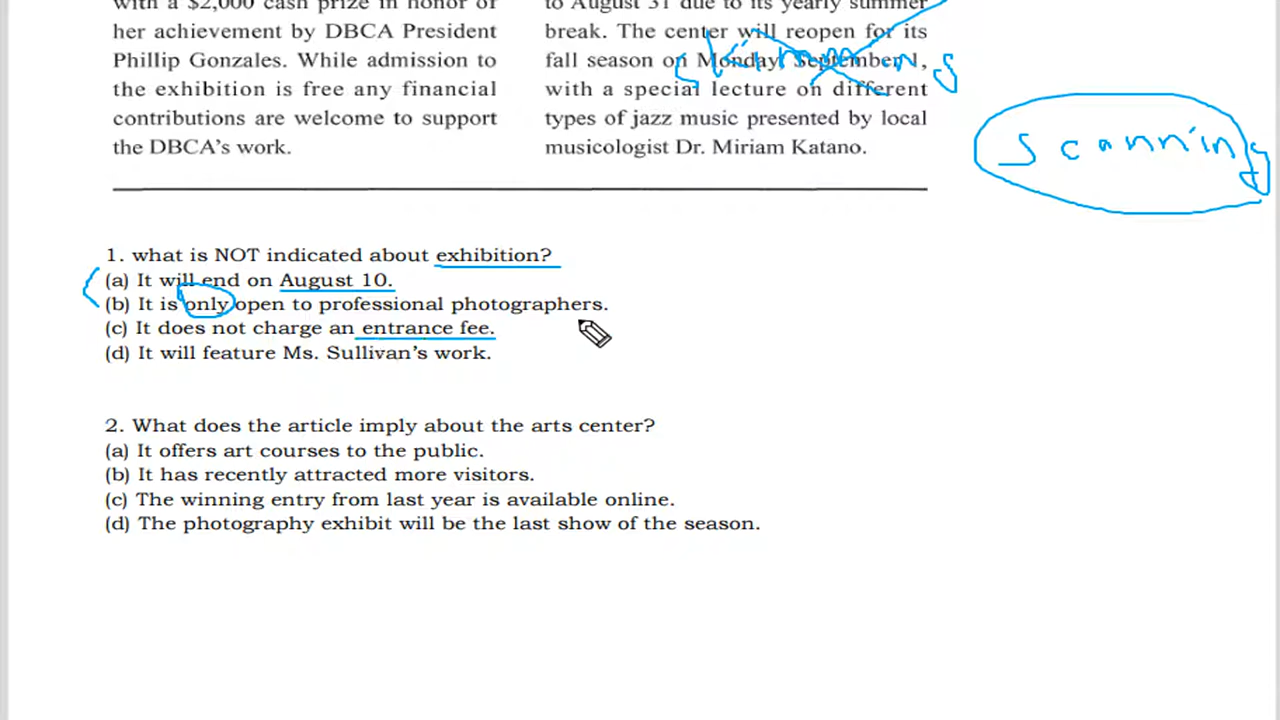 with a $2,000 cash prize in honor of
her achievement by DBCA President
Phillip Gonzales. While admission to
the exhibition is free any financial
contributions are welcome to support
the DBCA's work.
to August 31 due to its yearly summer
break. The center will reopen for its
fall season on Monday, September 1,
with a special lecture on different
types of jazz music presented by local
musicologist Dr. Miriam Katano.
scanning
1. what is NOT indicated about exhibition?
(a) It will end on August 10.
(b) It is only open to professional photographers.
(c) It does not charge an entrance fee.
(d) It will feature Ms. Sullivan's work.
2. What does the article imply about the arts center?
(a) It offers art courses to the public.
(b) It has recently attracted more visitors.
(c) The winning entry from last year is available online.
(d) The photography exhibit will be the last show of the season.